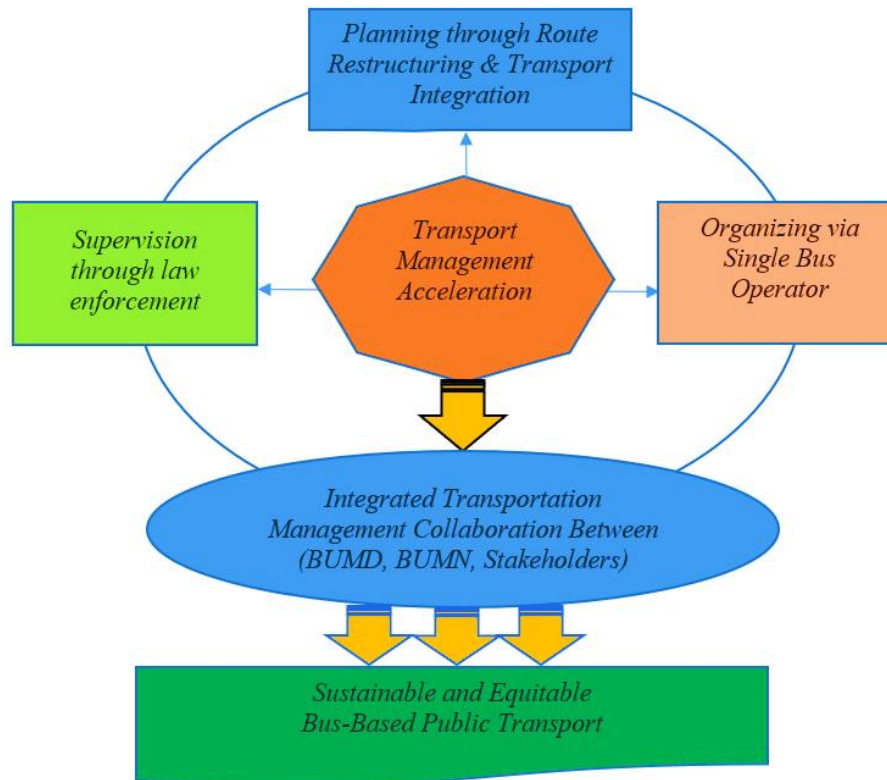 Planning through Route
Restructuring & Transport
Integration
Supervision
through law
enforcement
Transport
Management
Acceleration
Organizing via
Single Bus
Operator
Integrated Transportation
Management Collaboration Between
(BUMD, BUMN, Stakeholders)
Sustainable and Equitable
Bus-Based Public Transport